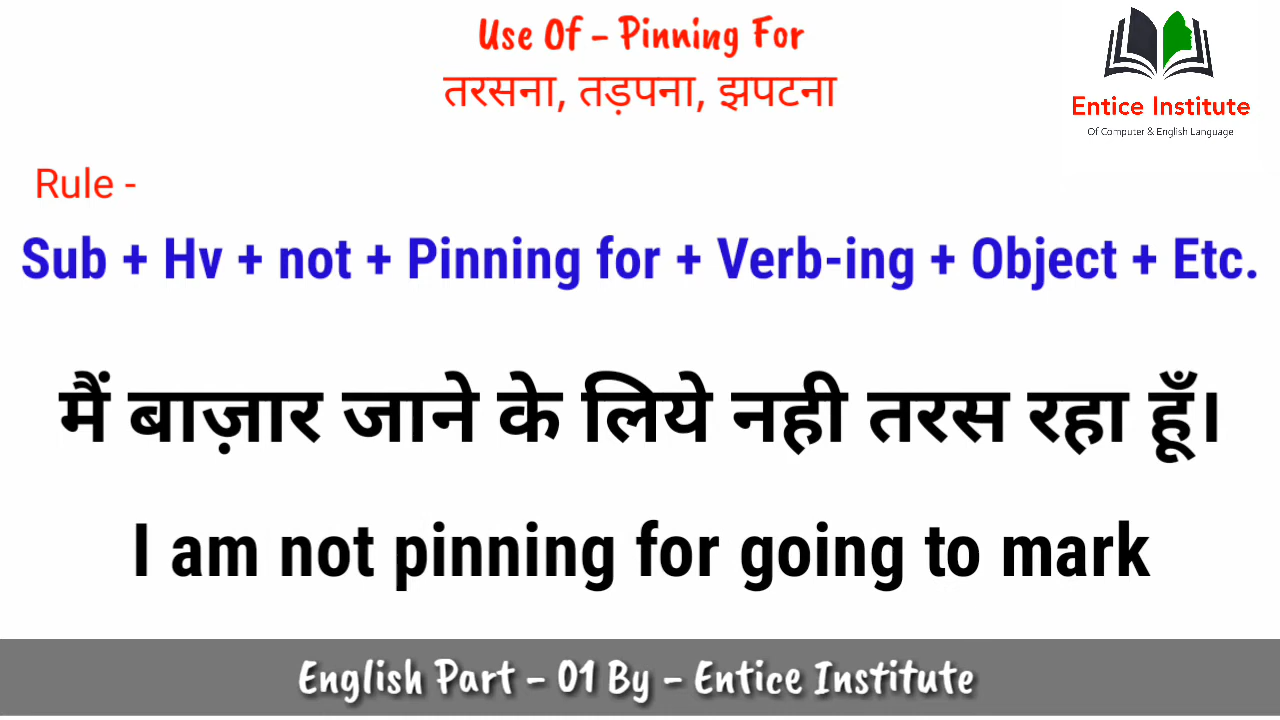 Use Of - Pinning For
तरसना, तड़पना, झपटना
Entice Institute
Of Computer & English Language
Rule -
Sub + Hv + not + Pinning for + Verb-ing + Object + Etc.
मैं बाज़ार जाने के लिये नही तरस रहा हूँ।
I am not pinning for going to mark
English Part - 01 By - Entice Institute